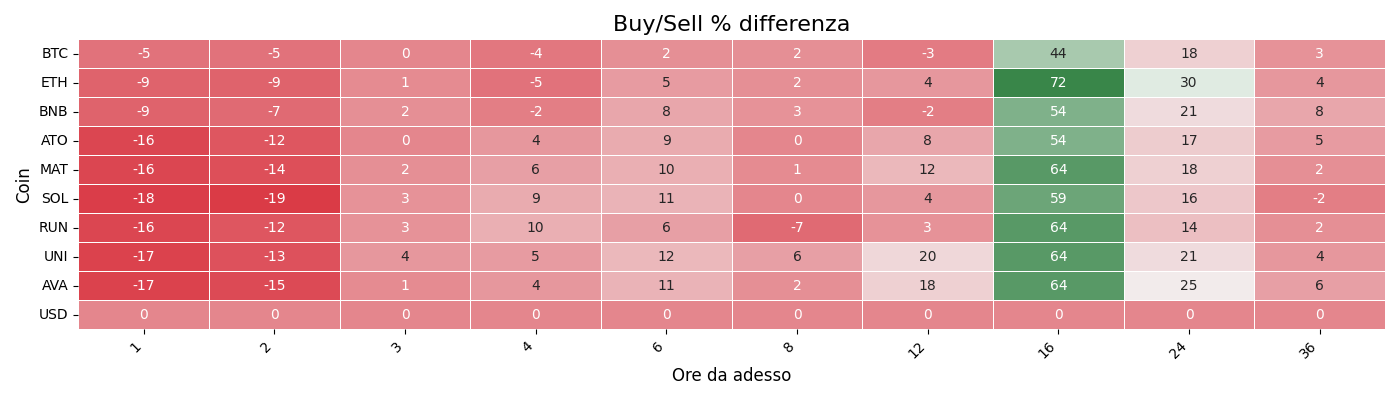 Buy/Sell % differenza
Coin
BTC -5 -5 0 -4 2 2 -3 44 18 3
ETH -9 -9 1 -5 5 2 4 72 30 4
BNB -9 -7 2 -2 8 3 -2 54 21 8
ATO -16 -12 0 4 9 0 8 54 17 5
MAT -16 -14 2 6 10 1 12 64 18 2
SOL -18 -19 3 9 11 0 4 59 16 -2
RUN -16 -12 3 10 6 -7 3 64 14 2
UNI -17 -13 4 5 12 6 20 64 21 4
AVA -17 -15 1 4 11 2 18 64 25 6
USD 0 0 0 0 0 0 0 0 0 0
1 2 3 4 6 8 12 16 24 36
Ore da adesso